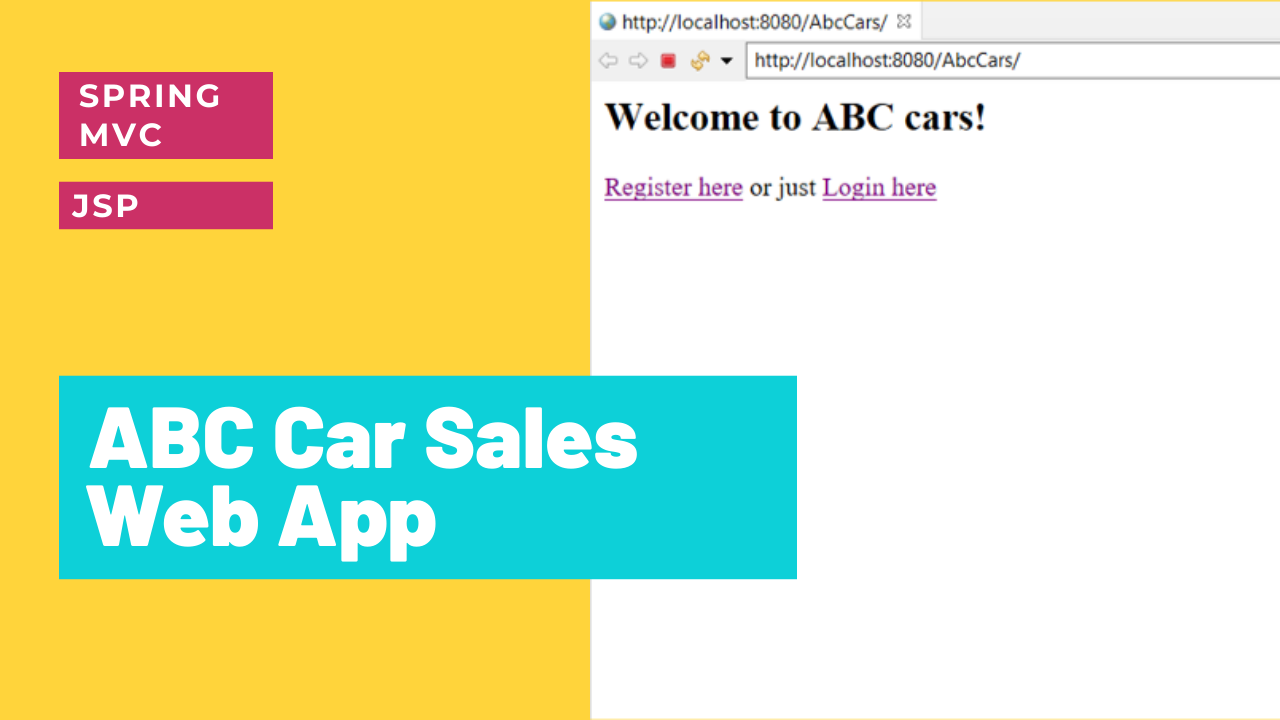 SPRING
MVC
JSP
ABC Car Sales
Web App
http://localhost:8080/AbcCars/
http://localhost:8080/AbcCars/
Welcome to ABC cars!
Register here or just Login here